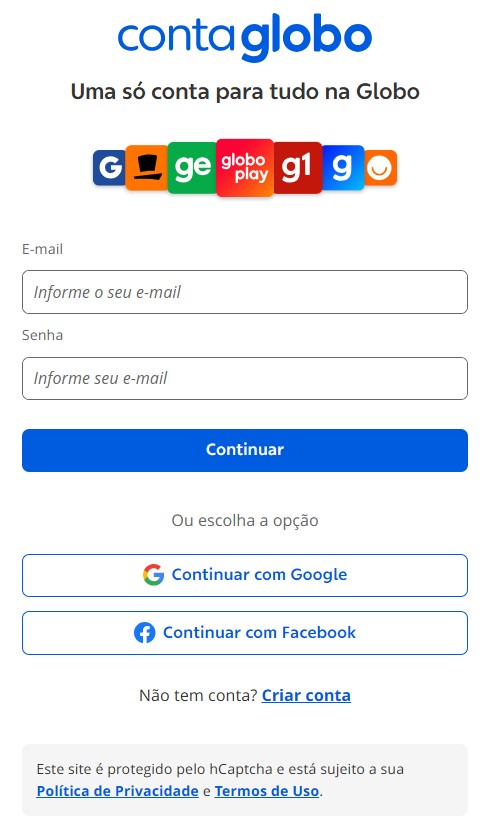 contaglobo
Uma só conta para tudo na Globo
G ge globo play g1 g
E-mail
Informe o seu e-mail
Senha
Informe seu e-mail
Continuar
Ou escolha a opção
Continuar com Google
Continuar com Facebook
Não tem conta? Criar conta
Este site é protegido pelo hCaptcha e está sujeito a sua
Política de Privacidade e Termos de Uso.